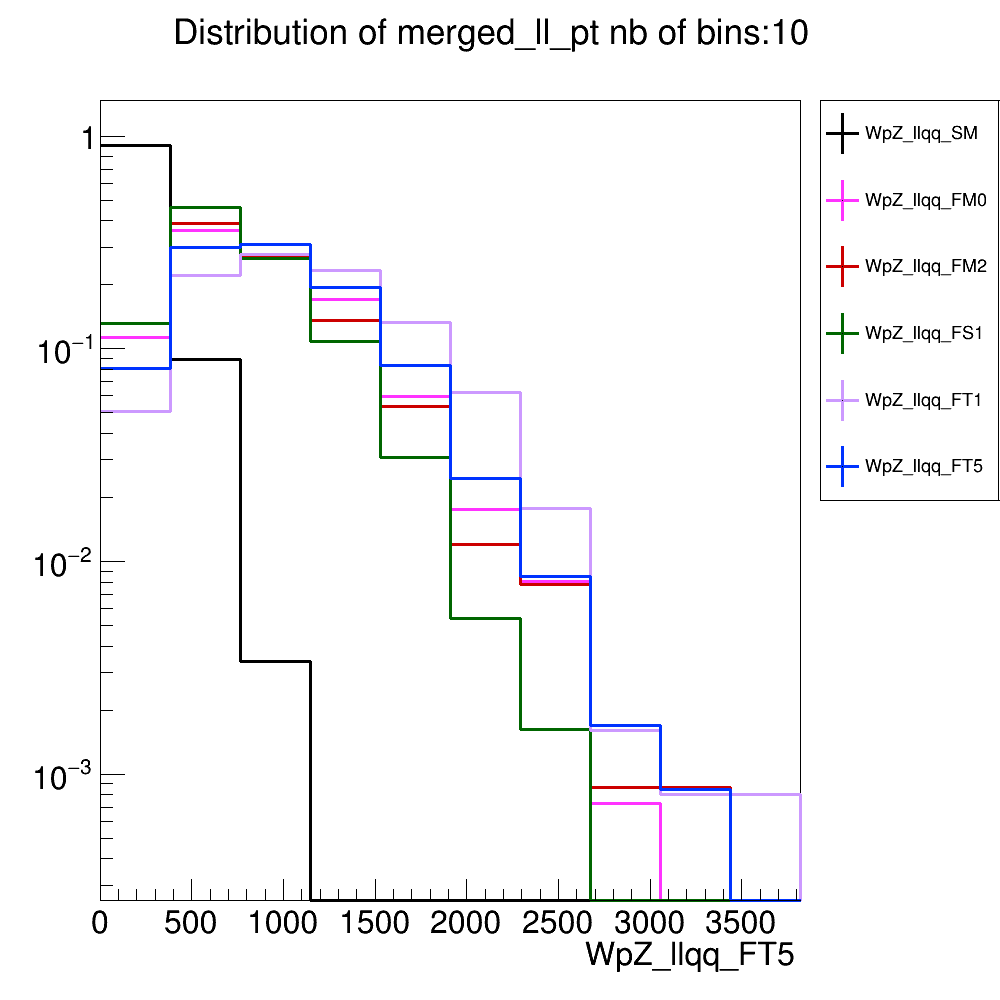 Distribution of merged_ll_pt nb of bins:10
1
10−1
10−2
10−3
0 500 1000 1500 2000 2500 3000 3500
WpZ_llqq_FT5
WpZ_llqq_SM
WpZ_llqq_FM0
WpZ_llqq_FM2
WpZ_llqq_FS1
WpZ_llqq_FT1
WpZ_llqq_FT5